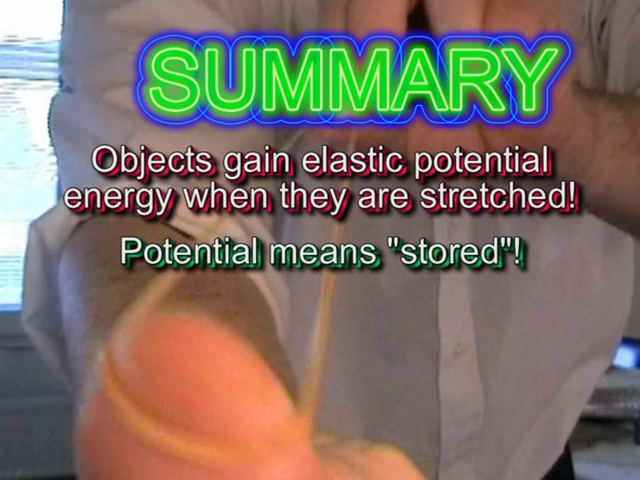 SUMMARY
Objects gain elastic potential
energy when they are stretched!
Potential means "stored"!